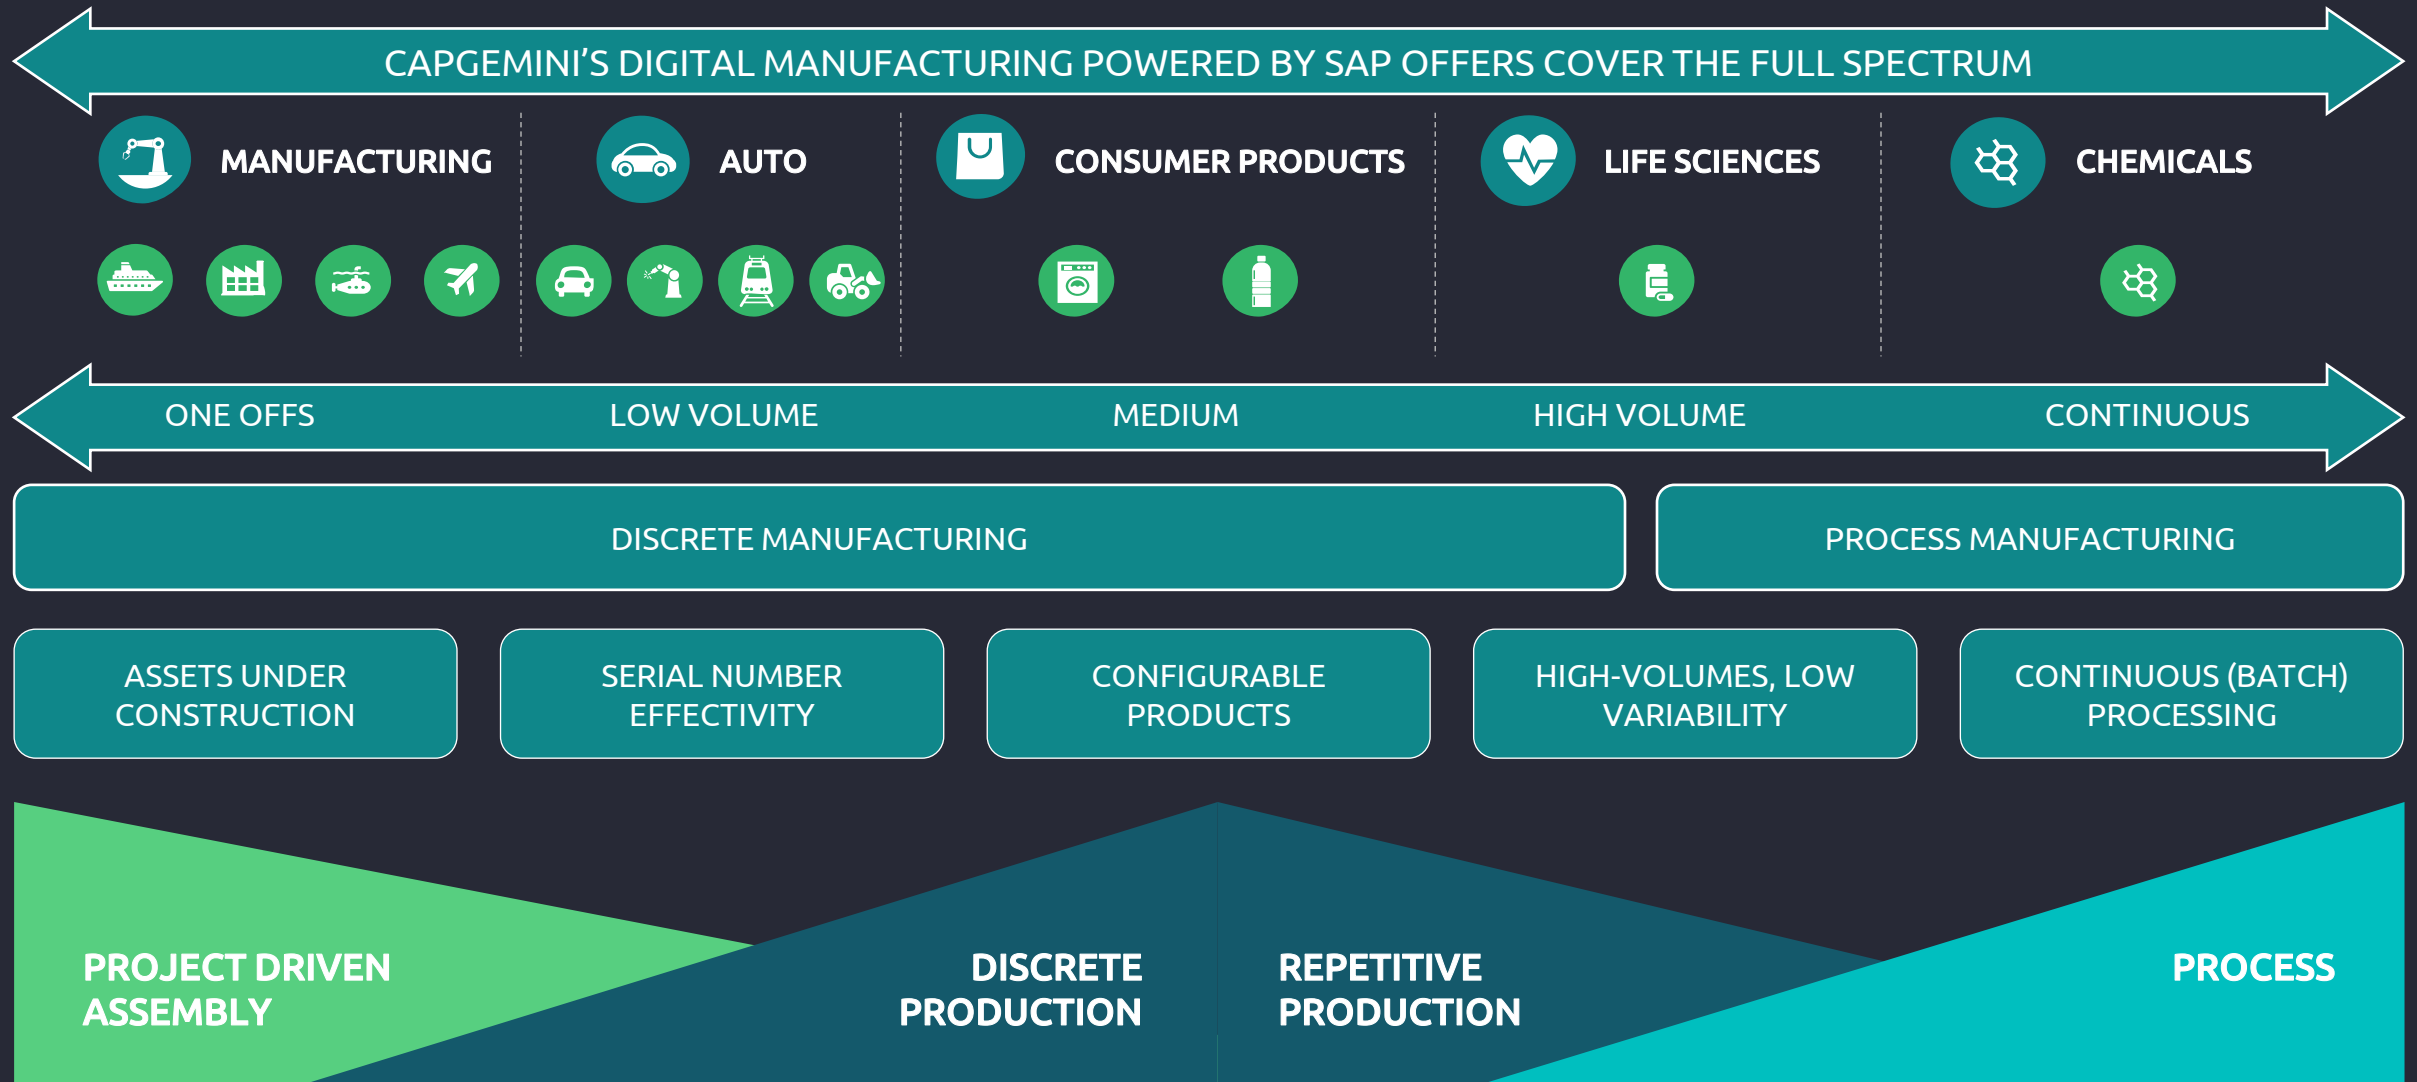 CAPGEMINI’S DIGITAL MANUFACTURING POWERED BY SAP OFFERS COVER THE FULL SPECTRUM
MANUFACTURING
AUTO
CONSUMER PRODUCTS
LIFE SCIENCES
CHEMICALS
ONE OFFS
LOW VOLUME
MEDIUM
HIGH VOLUME
CONTINUOUS
DISCRETE MANUFACTURING
PROCESS MANUFACTURING
ASSETS UNDER
CONSTRUCTION
SERIAL NUMBER
EFFECTIVITY
CONFIGURABLE
PRODUCTS
HIGH-VOLUMES, LOW
VARIABILITY
CONTINUOUS (BATCH)
PROCESSING
PROJECT DRIVEN
ASSEMBLY
DISCRETE
PRODUCTION
REPETITIVE
PRODUCTION
PROCESS